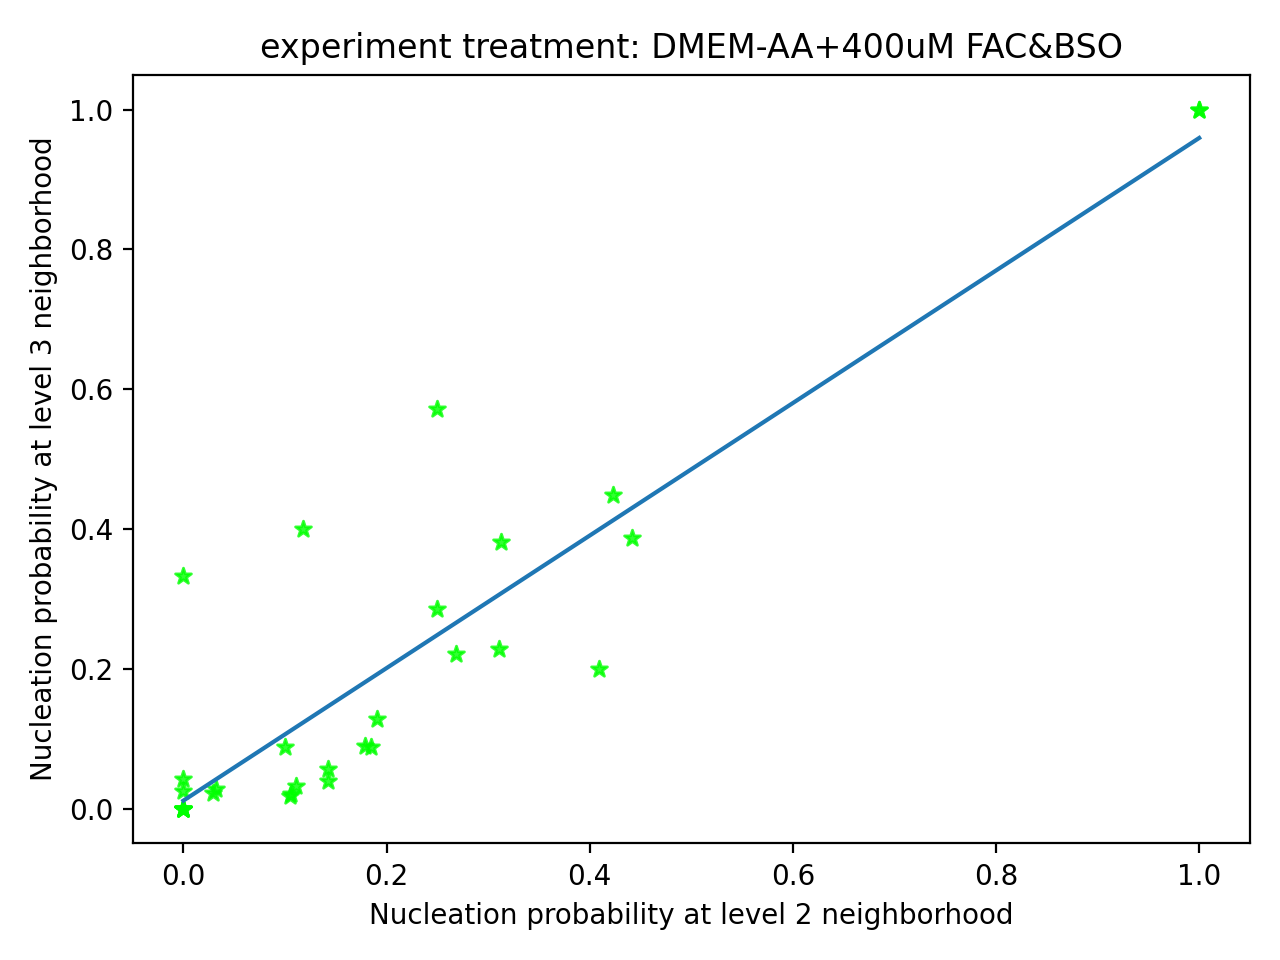 experiment treatment: DMEM-AA+400uM FAC&BSO
Nucleation probability at level 3 neighborhood
1.0
0.8
0.6
0.4
0.2
0.0
0.0 0.2 0.4 0.6 0.8 1.0
Nucleation probability at level 2 neighborhood